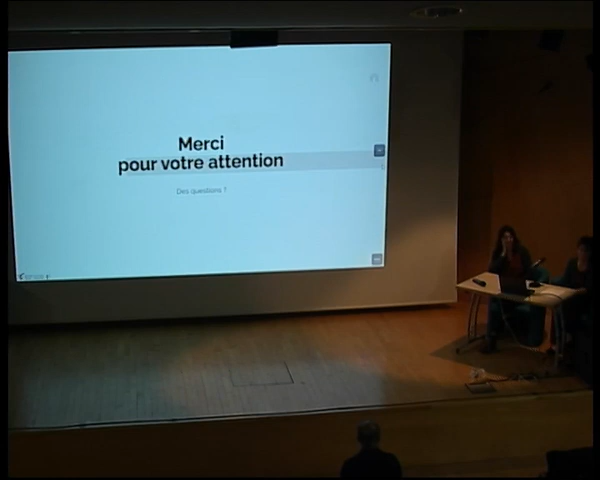 Merci
pour votre attention
Des questions ?